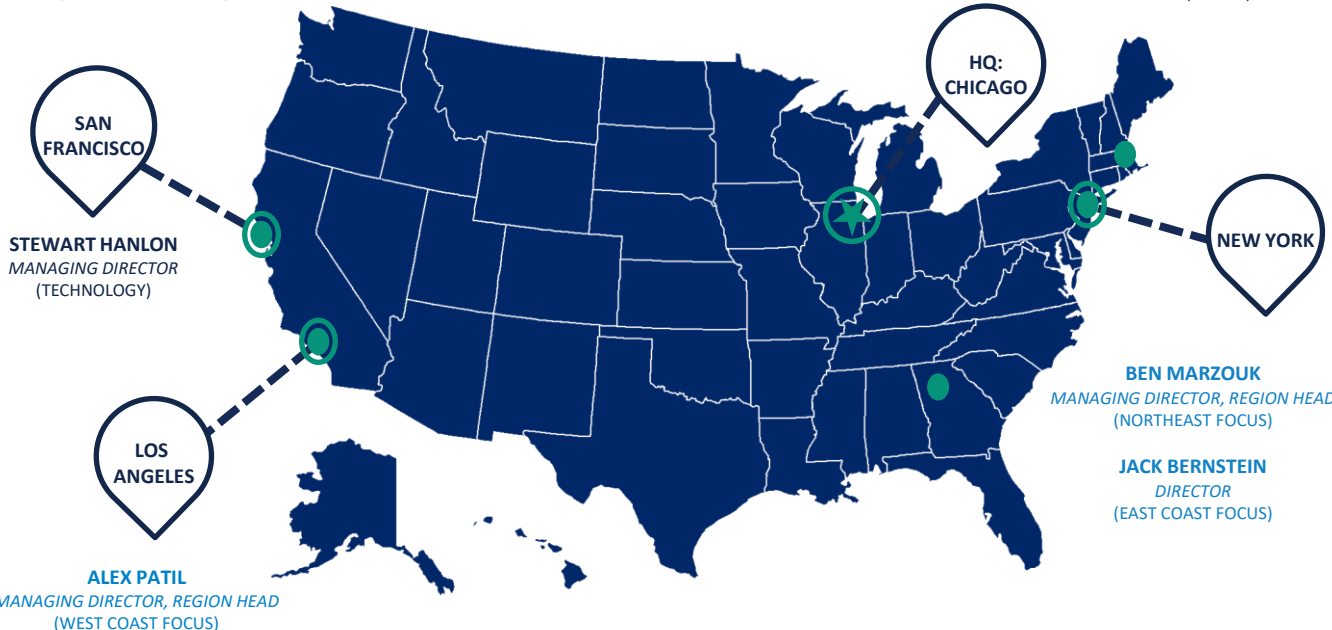 HQ:
CHICAGO
SAN
FRANCISCO
STEWART HANLON
MANAGING DIRECTOR
(TECHNOLOGY)
NEW YORK
BEN MARZOUK
MANAGING DIRECTOR, REGION HEAD
(NORTHEAST FOCUS)
JACK BERNSTEIN
DIRECTOR
(EAST COAST FOCUS)
LOS
ANGELES
ALEX PATIL
MANAGING DIRECTOR, REGION HEAD
(WEST COAST FOCUS)